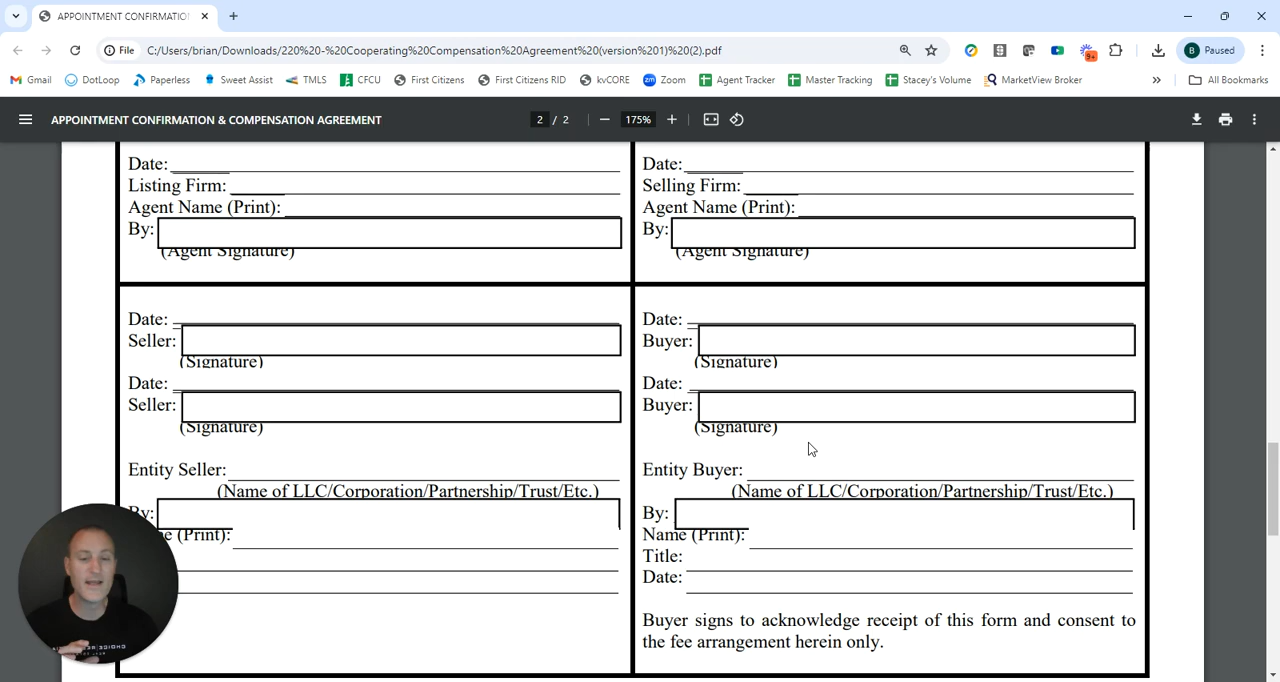 APPOINTMENT CONFIRMATION
File C:/Users/brian/Downloads/220%20-%20Cooperating%20Compensation%20Agreement%20(version%201)%20(2).pdf
9+
B Paused
Gmail DotLoop Paperless Sweet Assist TMLS CFCU First Citizens First Citizens RID kvCORE zm Zoom Agent Tracker Master Tracking Stacey's Volume MarketView Broker » All Bookmarks
APPOINTMENT CONFIRMATION & COMPENSATION AGREEMENT 2 / 2 175%
Date:
Listing Firm:
Agent Name (Print):
By:
(Agent Signature)
Date:
Selling Firm:
Agent Name (Print):
By:
(Agent Signature)
Date:
Seller:
(Signature)
Date:
Seller:
(Signature)
Entity Seller:
(Name of LLC/Corporation/Partnership/Trust/Etc.)
By:
(Print):
Date:
Buyer:
(Signature)
Date:
Buyer:
(Signature)
Entity Buyer:
(Name of LLC/Corporation/Partnership/Trust/Etc.)
By:
Name (Print):
Title:
Date:
Buyer signs to acknowledge receipt of this form and consent to
the fee arrangement herein only.